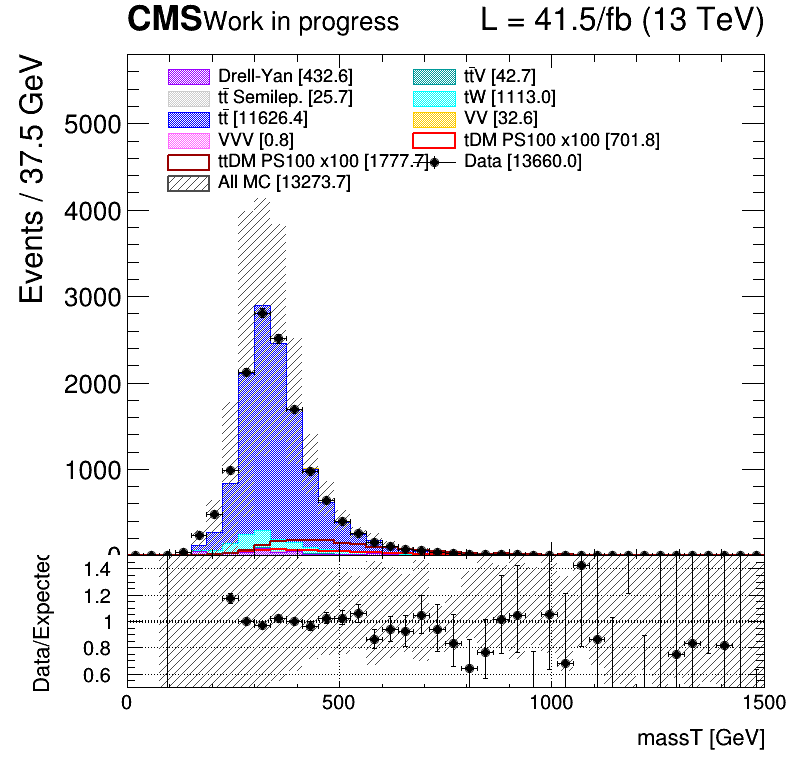 CMS Work in progress L = 41.5/fb (13 TeV)
Events / 37.5 GeV
Drell-Yan [432.6] tt̄V [42.7]
tt̄ Semilep. [25.7] tW [1113.0]
tt̄ [11626.4] VV [32.6]
VVV [0.8] tDM PS100 x100 [701.8]
ttDM PS100 x100 [1777.7] Data [13660.0]
All MC [13273.7]
5000
4000
3000
2000
1000
0
Data/Expected
1.4
1.2
1
0.8
0.6
0 500 1000 1500
massT [GeV]